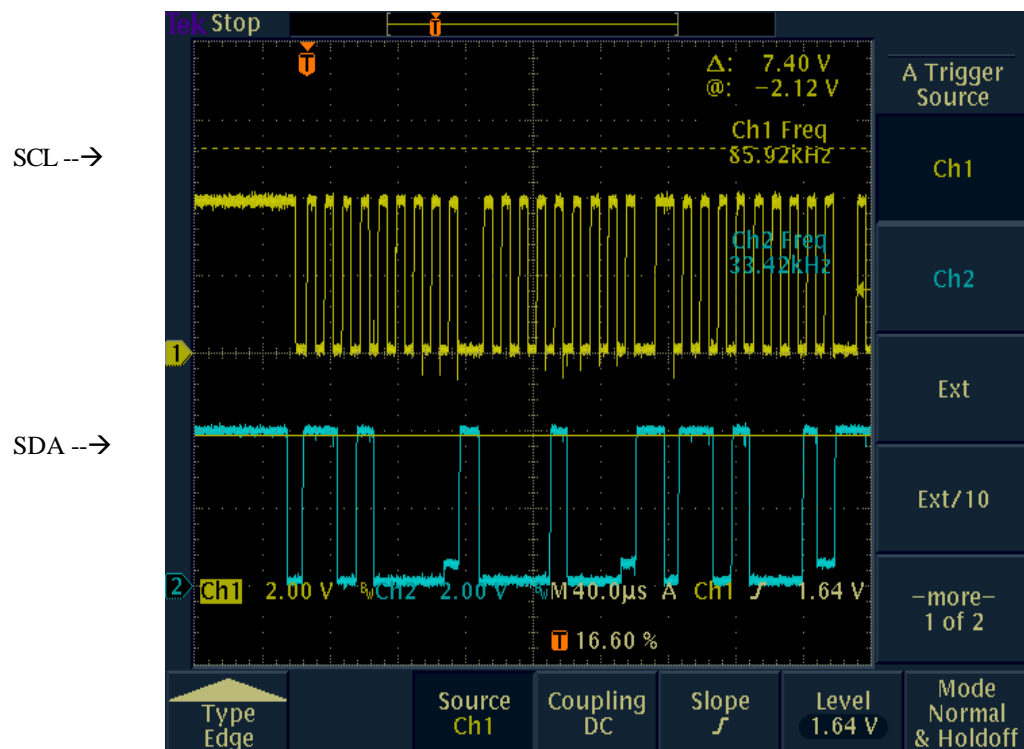 Tek Stop
T
T
Δ: 7.40 V
@: −2.12 V
Ch1 Freq
85.92kHz
Ch2 Freq
33.42kHz
SCL --→
SDA --→
1
2
Ch1 2.00 V BW Ch2 2.00 V BW M 40.0µs A Ch1 ʃ 1.64 V
T 16.60 %
A Trigger
Source
Ch1
Ch2
Ext
Ext/10
−more−
1 of 2
Type
Edge
Source
Ch1
Coupling
DC
Slope
ʃ
Level
1.64 V
Mode
Normal
& Holdoff